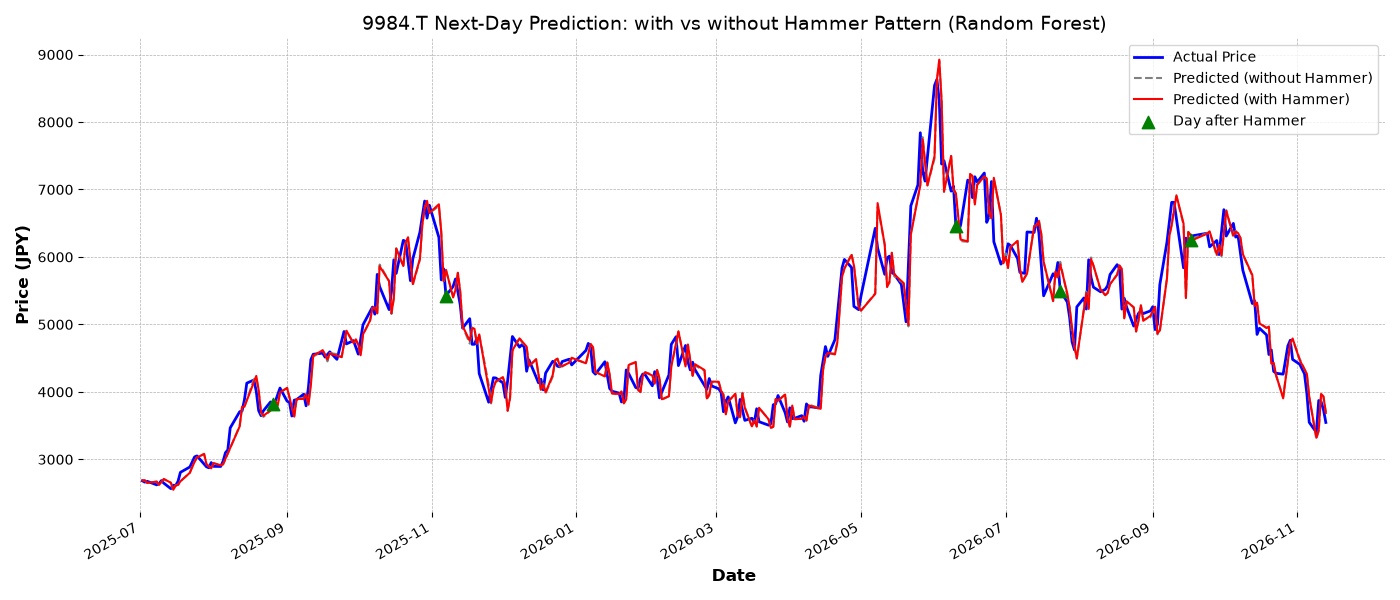 9984.T Next-Day Prediction: with vs without Hammer Pattern (Random Forest)
Actual Price
Predicted (without Hammer)
Predicted (with Hammer)
Day after Hammer
Price (JPY)
9000
8000
7000
6000
5000
4000
3000
2025-07
2025-09
2025-11
2026-01
2026-03
2026-05
2026-07
2026-09
2026-11
Date